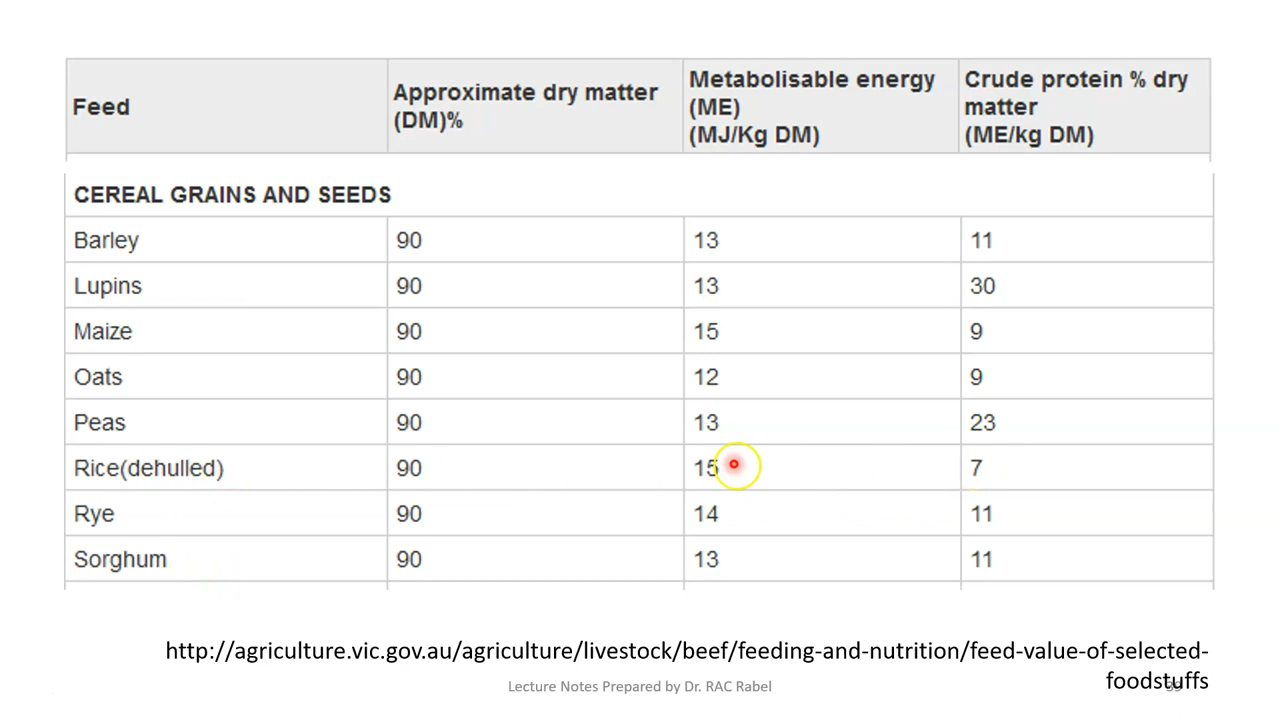 Feed Approximate dry matter (DM)% Metabolisable energy (ME) (MJ/Kg DM) Crude protein % dry matter (ME/kg DM)
CEREAL GRAINS AND SEEDS
Barley 90 13 11
Lupins 90 13 30
Maize 90 15 9
Oats 90 12 9
Peas 90 13 23
Rice(dehulled) 90 15 7
Rye 90 14 11
Sorghum 90 13 11
http://agriculture.vic.gov.au/agriculture/livestock/beef/feeding-and-nutrition/feed-value-of-selected-
foodstuffs
Lecture Notes Prepared by Dr. RAC Rabel